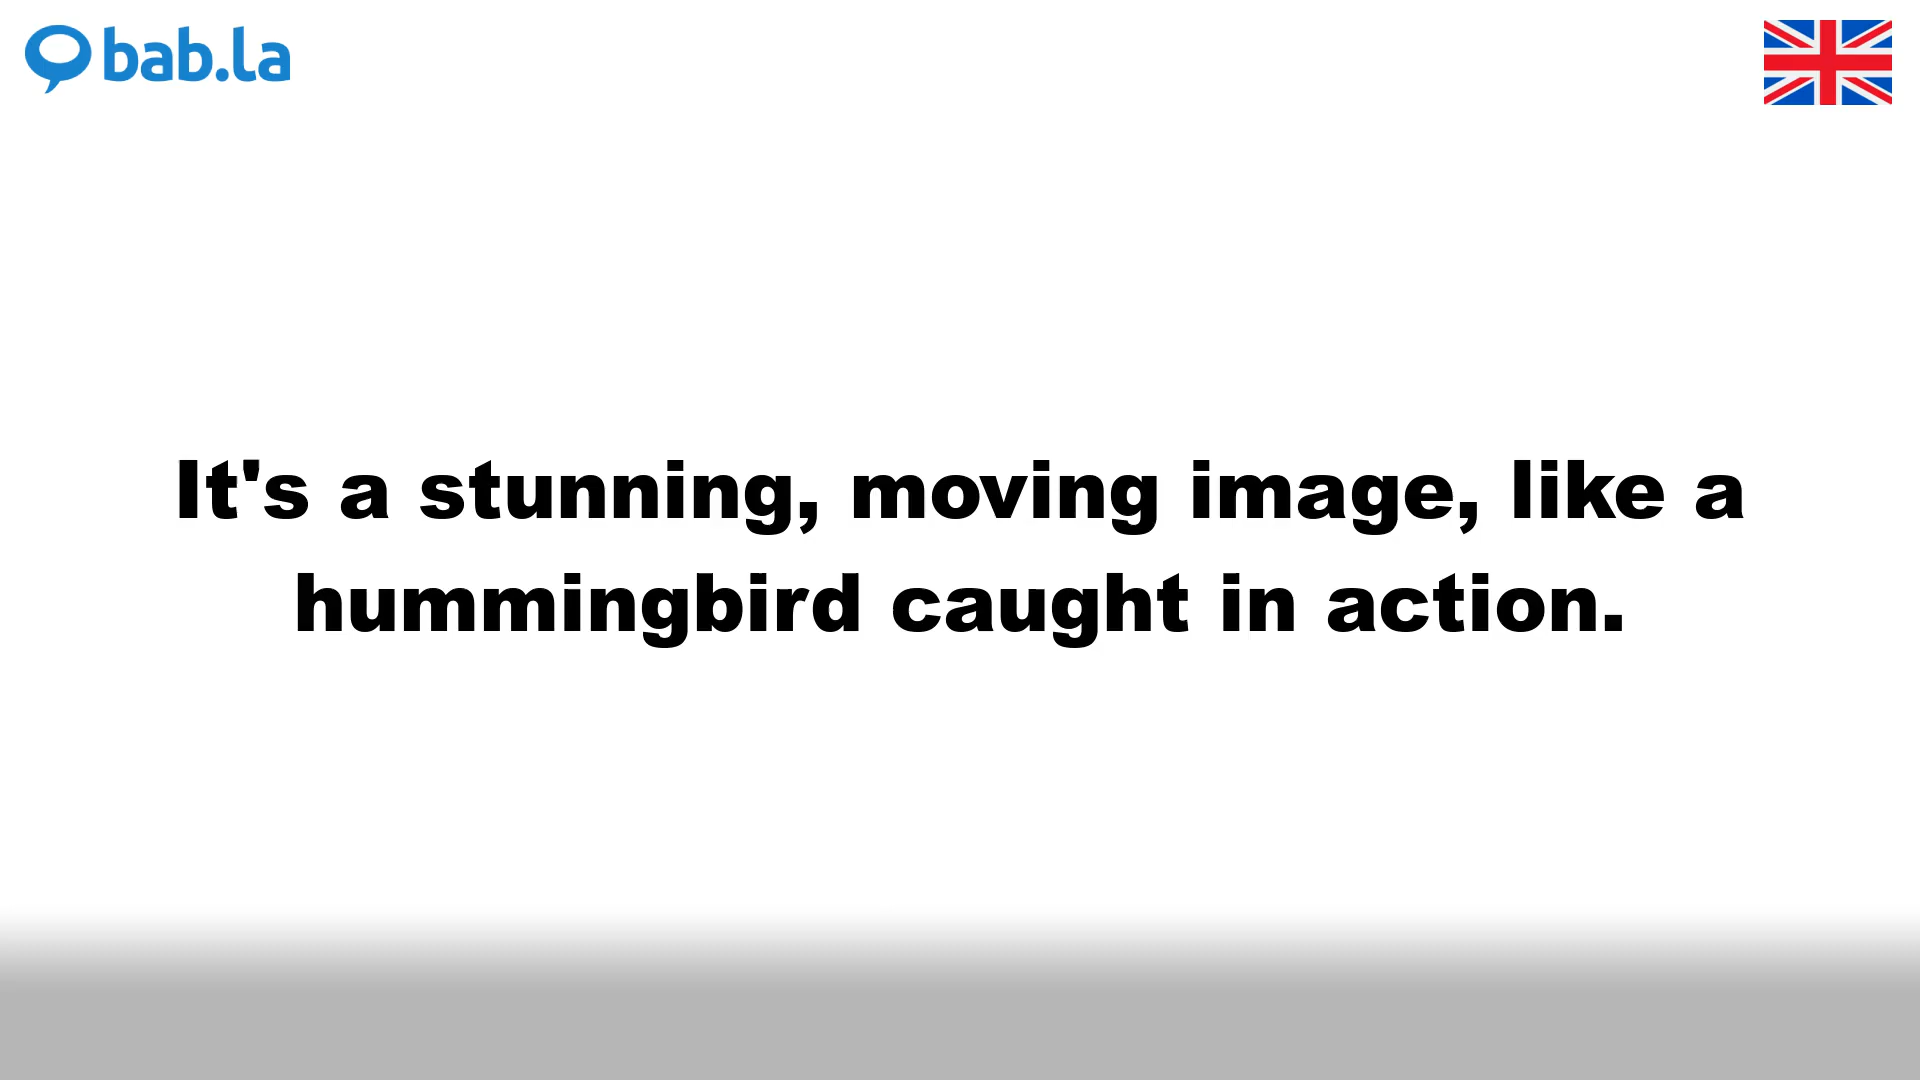 bab.la
It's a stunning, moving image, like a
hummingbird caught in action.